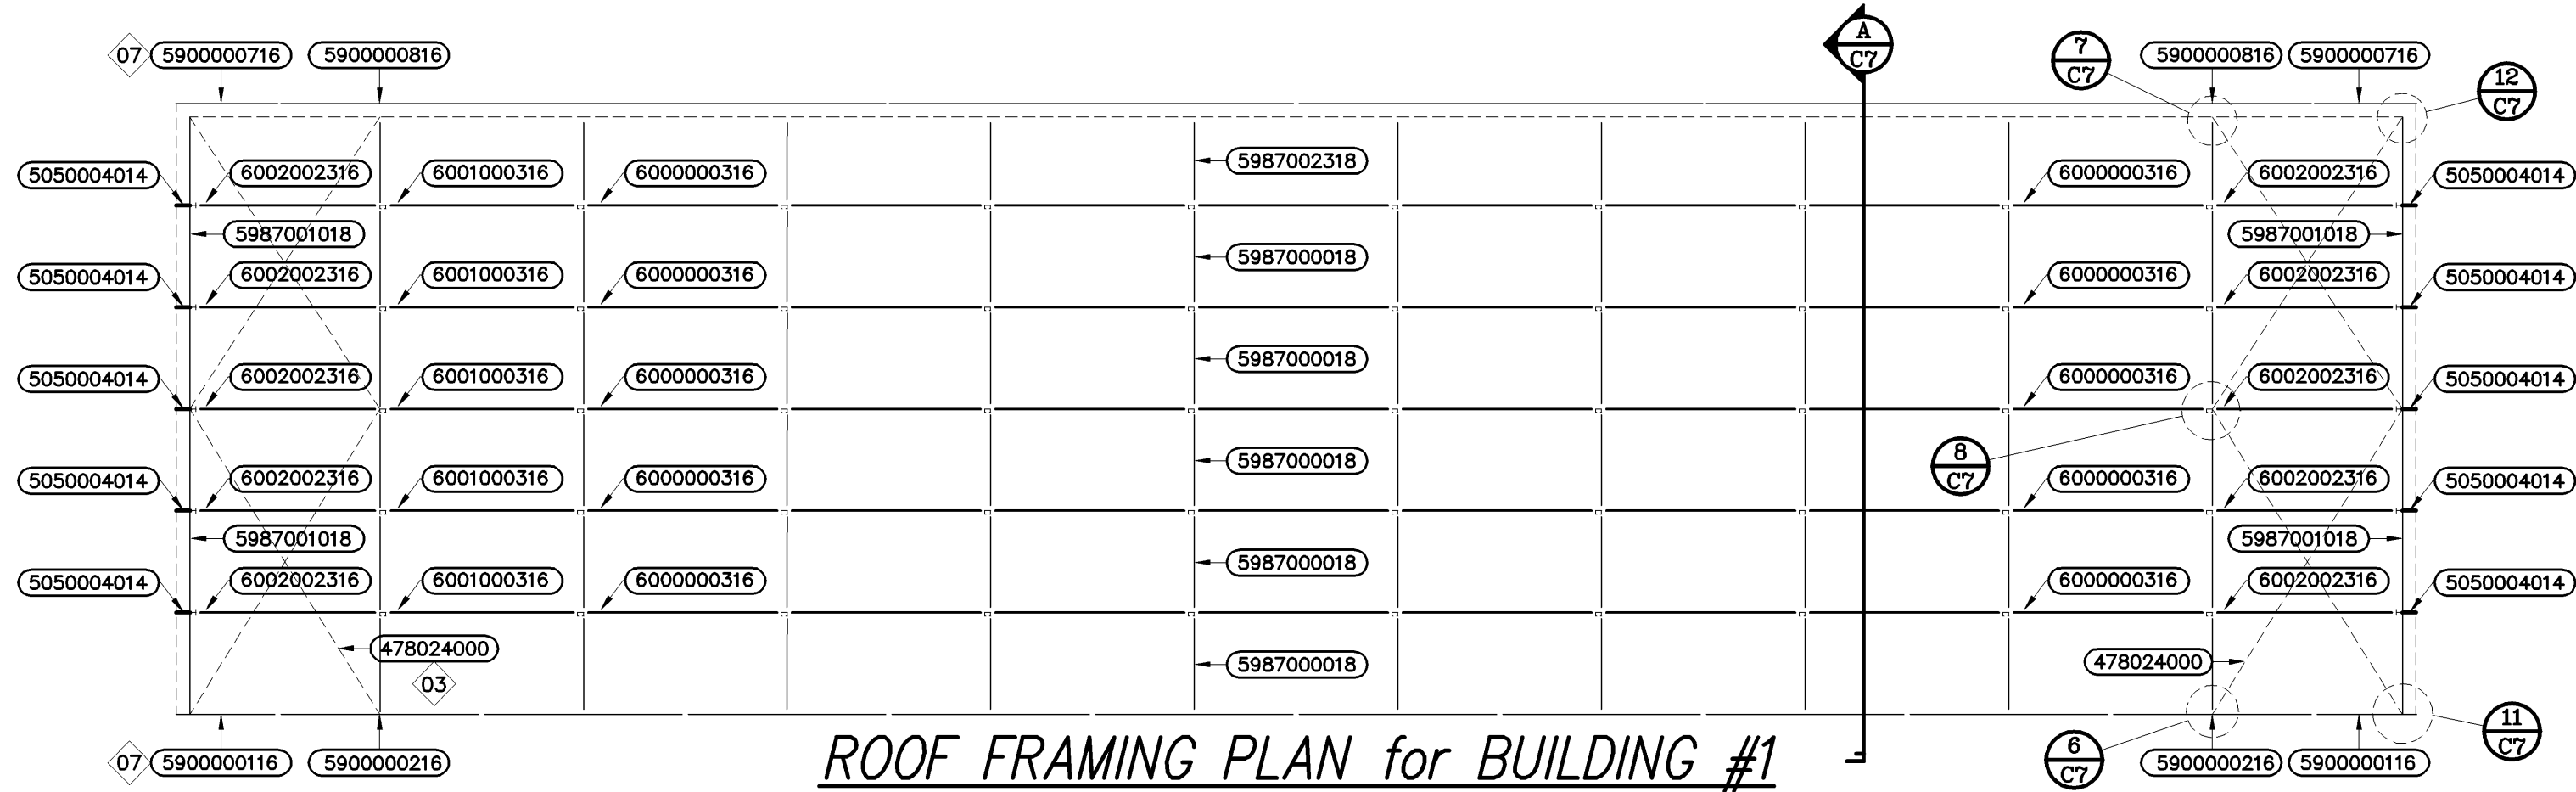 A
C7
07 5900000716 5900000816
7
C7
5900000816 5900000716
12
C7
5987002318
5050004014 6002002316 6001000316 6000000316 6000000316 6002002316 5050004014
5987001018 5987000018 5987001018
5050004014 6002002316 6001000316 6000000316 6000000316 6002002316 5050004014
5987000018
5050004014 6002002316 6001000316 6000000316 6000000316 6002002316 5050004014
8
C7
5987000018
5050004014 6002002316 6001000316 6000000316 6000000316 6002002316 5050004014
5987001018 5987000018 5987001018
5050004014 6002002316 6001000316 6000000316 6000000316 6002002316 5050004014
478024000 5987000018 478024000
03
07 5900000116 5900000216
ROOF FRAMING PLAN for BUILDING #1
6
C7
5900000216 5900000116
11
C7